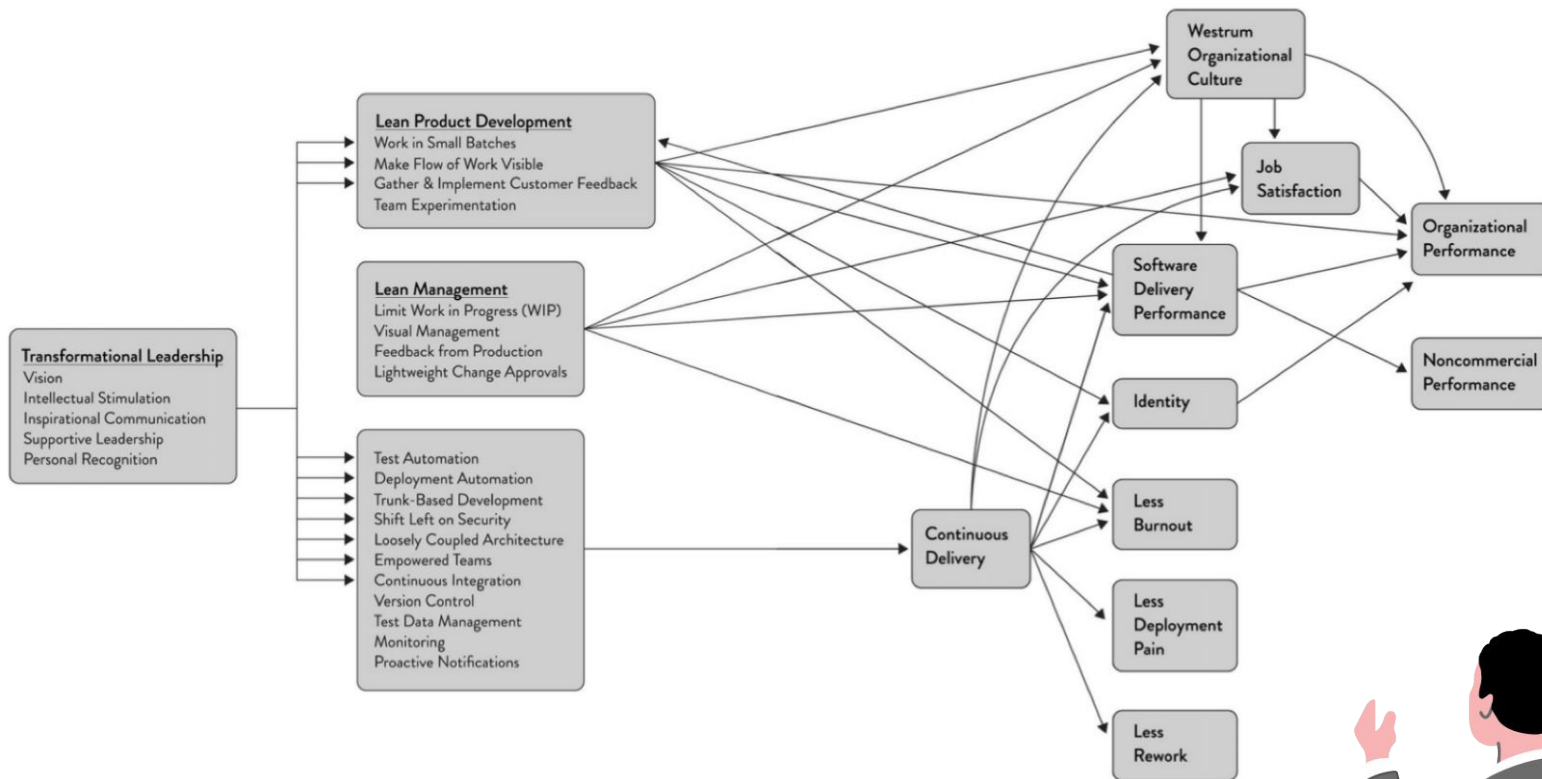 Transformational Leadership
Vision
Intellectual Stimulation
Inspirational Communication
Supportive Leadership
Personal Recognition
Lean Product Development
Work in Small Batches
Make Flow of Work Visible
Gather & Implement Customer Feedback
Team Experimentation
Lean Management
Limit Work in Progress (WIP)
Visual Management
Feedback from Production
Lightweight Change Approvals
Test Automation
Deployment Automation
Trunk-Based Development
Shift Left on Security
Loosely Coupled Architecture
Empowered Teams
Continuous Integration
Version Control
Test Data Management
Monitoring
Proactive Notifications
Continuous
Delivery
Westrum
Organizational
Culture
Job
Satisfaction
Software
Delivery
Performance
Identity
Less
Burnout
Less
Deployment
Pain
Less
Rework
Organizational
Performance
Noncommercial
Performance